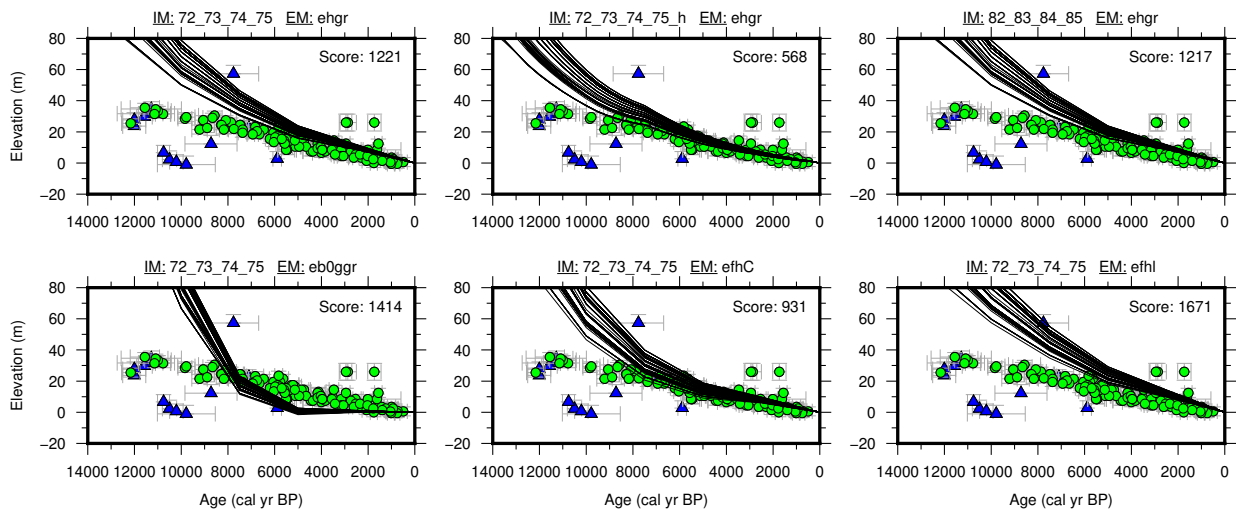 IM: 72_73_74_75 EM: ehgr
IM: 72_73_74_75_h EM: ehgr
IM: 82_83_84_85 EM: ehgr
Elevation (m)
80
60
40
20
0
−20
Score: 1221
Score: 568
Score: 1217
14000 12000 10000 8000 6000 4000 2000 0
14000 12000 10000 8000 6000 4000 2000 0
14000 12000 10000 8000 6000 4000 2000 0
IM: 72_73_74_75 EM: eb0ggr
IM: 72_73_74_75 EM: efhC
IM: 72_73_74_75 EM: efhl
Elevation (m)
80
60
40
20
0
−20
Score: 1414
Score: 931
Score: 1671
14000 12000 10000 8000 6000 4000 2000 0
14000 12000 10000 8000 6000 4000 2000 0
14000 12000 10000 8000 6000 4000 2000 0
Age (cal yr BP)
Age (cal yr BP)
Age (cal yr BP)